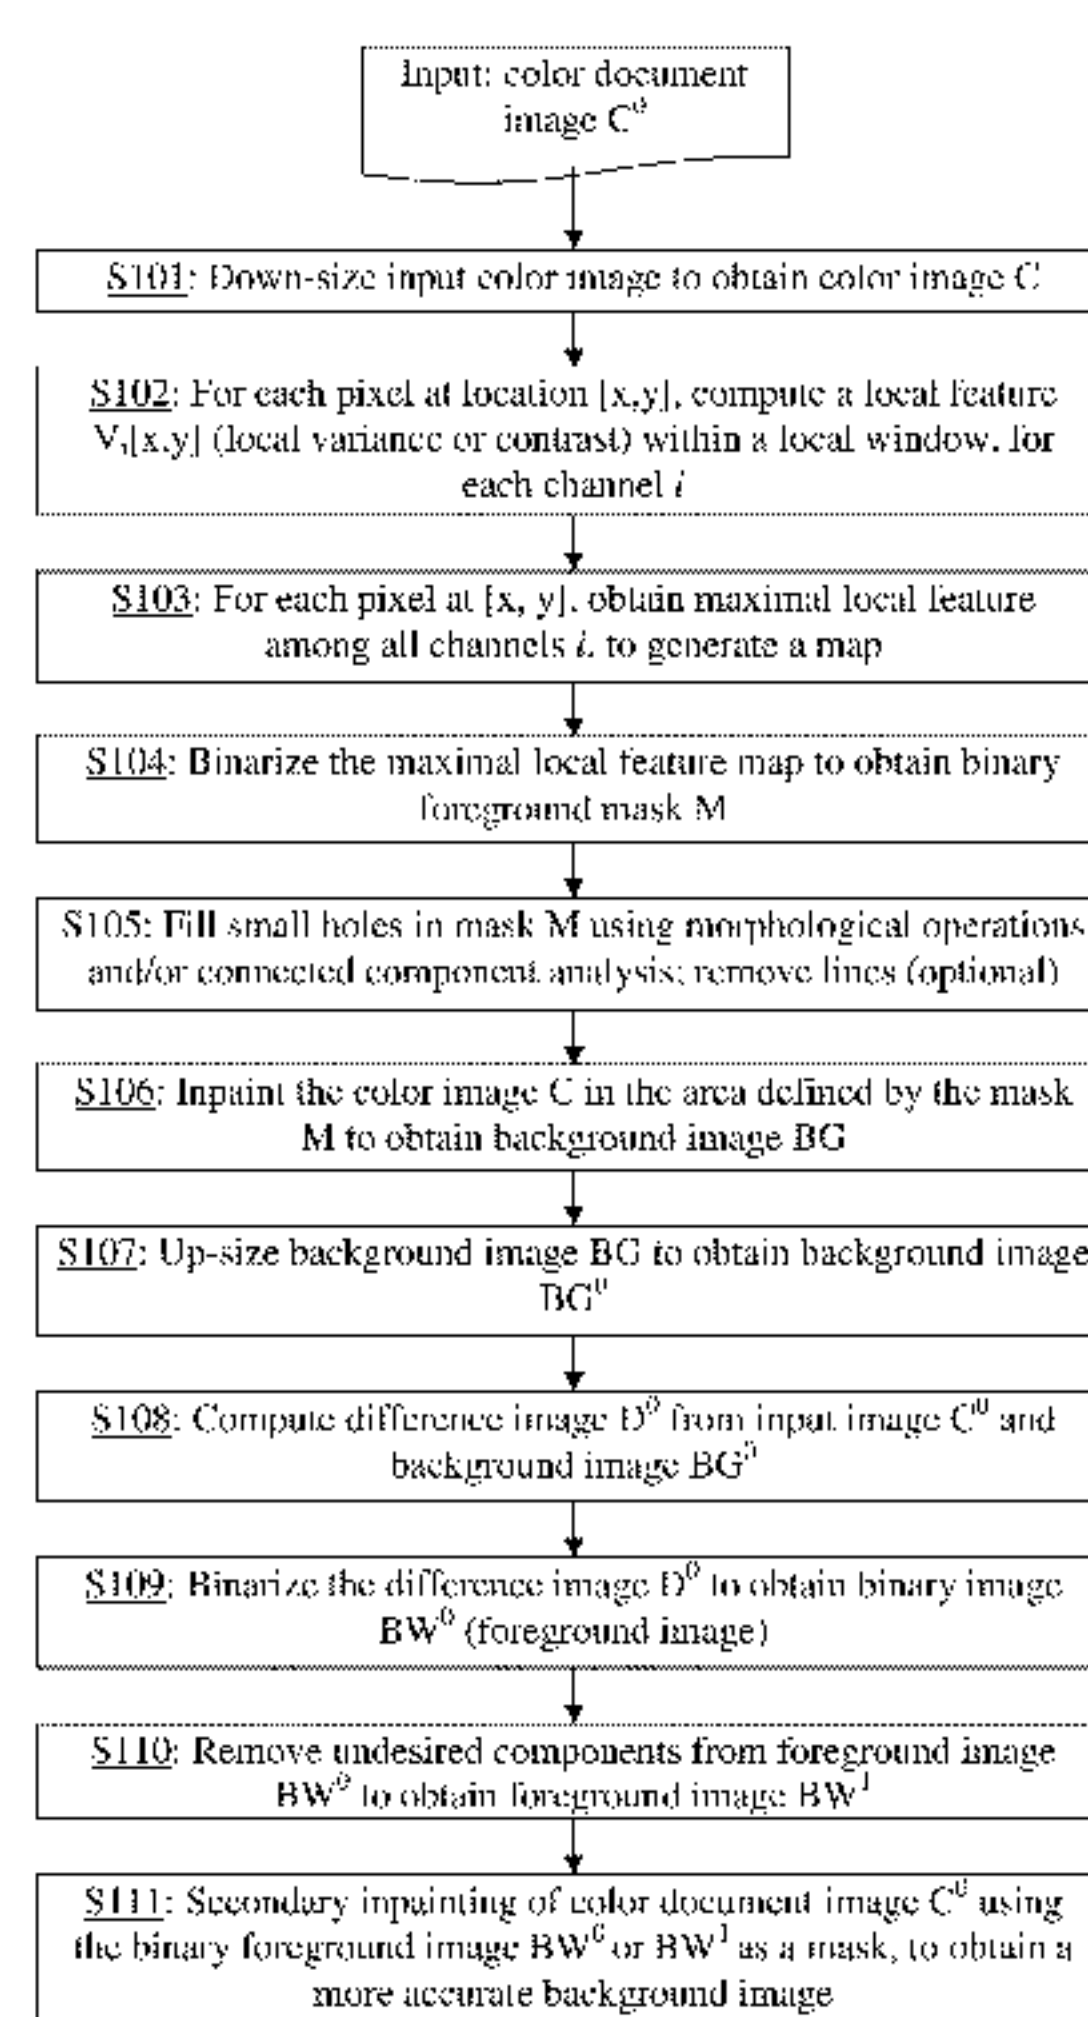 Input: color document
image C⁰
S101: Down-size input color image to obtain color image C
S102: For each pixel at location [x,y], compute a local feature
Vᵢ[x,y] (local variance or contrast) within a local window, for
each channel i
S103: For each pixel at [x, y], obtain maximal local feature
among all channels i, to generate a map
S104: Binarize the maximal local feature map to obtain binary
foreground mask M
S105: Fill small holes in mask M using morphological operations
and/or connected component analysis; remove lines (optional)
S106: Inpaint the color image C in the area defined by the mask
M to obtain background image BG
S107: Up-size background image BG to obtain background image
BG⁰
S108: Compute difference image D⁰ from input image C⁰ and
background image BG⁰
S109: Binarize the difference image D⁰ to obtain binary image
BW⁰ (foreground image)
S110: Remove undesired components from foreground image
BW⁰ to obtain foreground image BW¹
S111: Secondary inpainting of color document image C⁰ using
the binary foreground image BW⁰ or BW¹ as a mask, to obtain a
more accurate background image